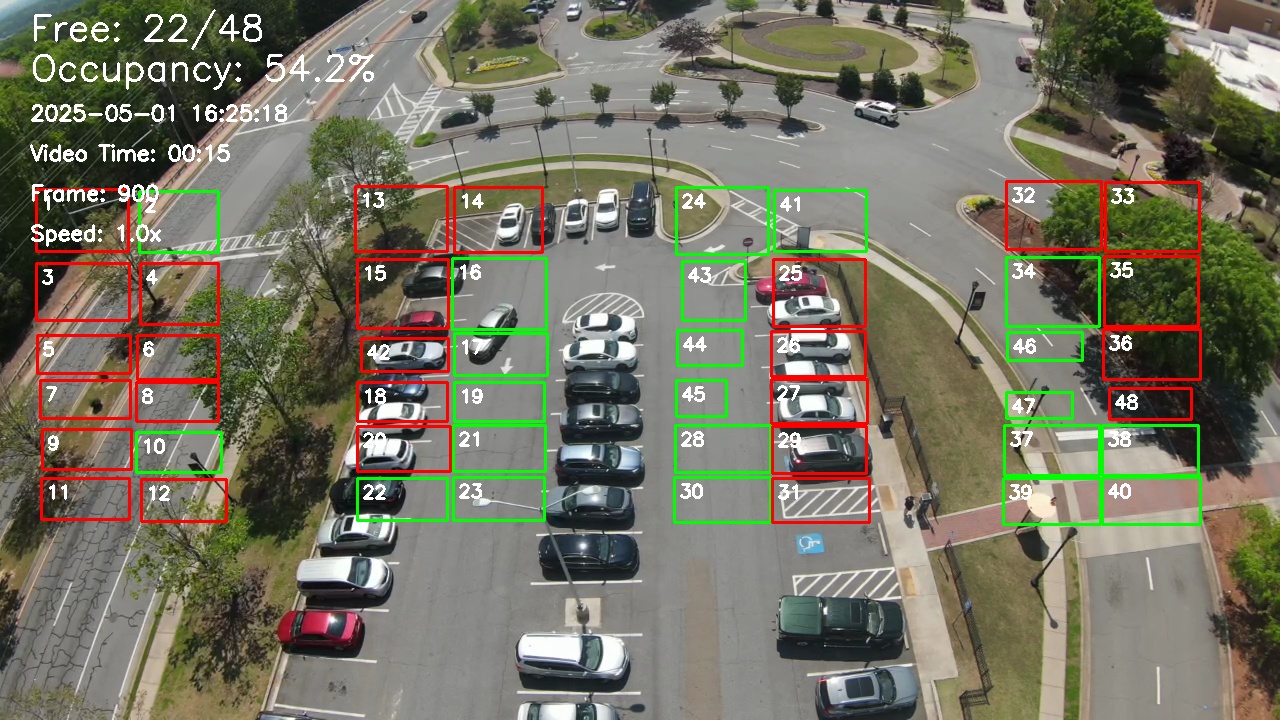 Free: 22/48
Occupancy: 54.2%
2025-05-01 16:25:18
Video Time: 00:15
Frame: 900
Speed: 1.0x
1 2 13 14 24 41 32 33
3 4 15 16 43 25 34 35
5 6 42 17 44 26 46 36
7 8 18 19 45 27 47 48
9 10 20 21 28 29 37 38
11 12 22 23 30 31 39 40